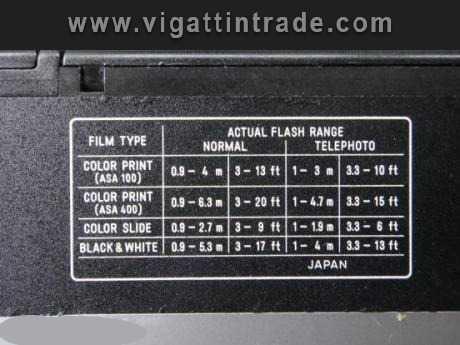 www.vigattintrade.com
ACTUAL FLASH RANGE
FILM TYPE NORMAL TELEPHOTO
COLOR PRINT (ASA 100) 0.9 – 4 m 3 – 13 ft 1 – 3 m 3.3 – 10 ft
COLOR PRINT (ASA 400) 0.9 – 6.3 m 3 – 20 ft 1 – 4.7 m 3.3 – 15 ft
COLOR SLIDE 0.9 – 2.7 m 3 – 9 ft 1 – 1.9 m 3.3 – 6 ft
BLACK & WHITE 0.9 – 5.3 m 3 – 17 ft 1 – 4 m 3.3 – 13 ft
JAPAN